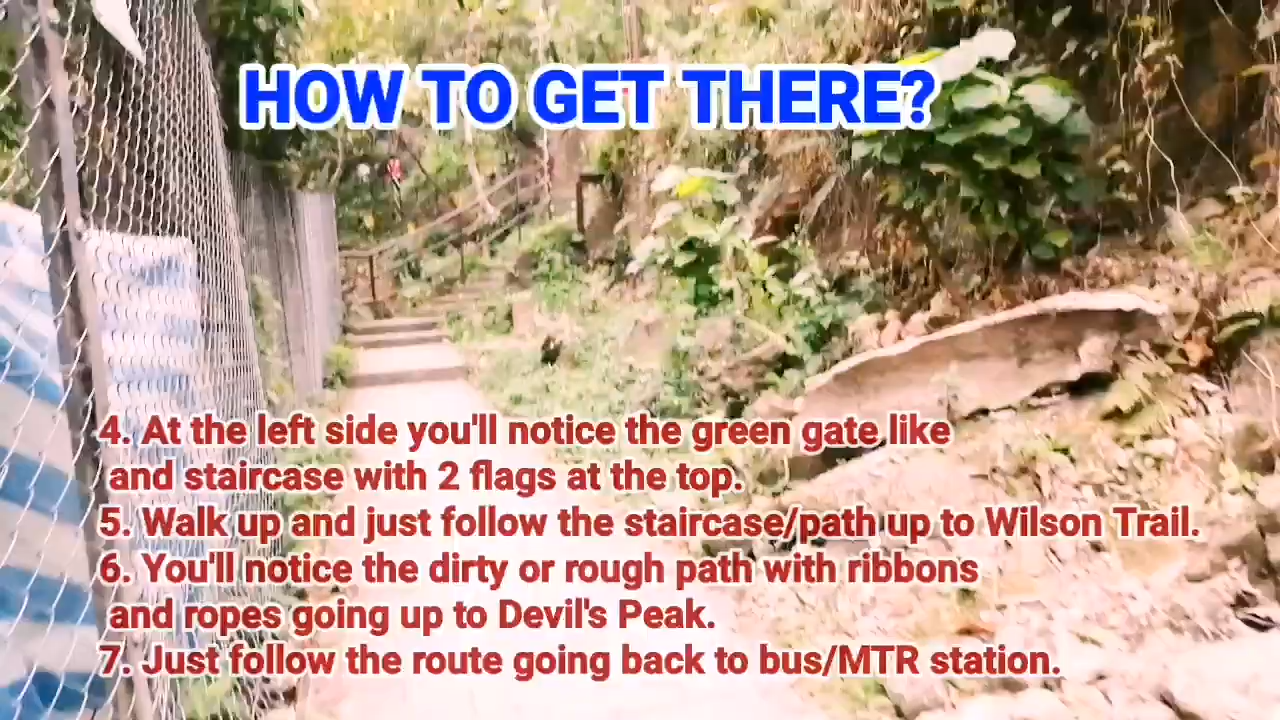 HOW TO GET THERE?
4. At the left side you'll notice the green gate like
and staircase with 2 flags at the top.
5. Walk up and just follow the staircase/path up to Wilson Trail.
6. You'll notice the dirty or rough path with ribbons
and ropes going up to Devil's Peak.
7. Just follow the route going back to bus/MTR station.